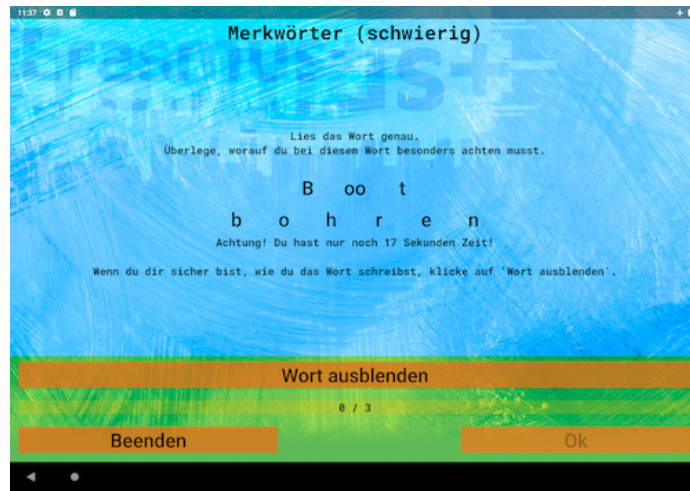 11:37
Merkwörter (schwierig)
Erasmus+
Lies das Wort genau.
Überlege, worauf du bei diesem Wort besonders achten musst.
B oo t
b o h r e n
Achtung! Du hast nur noch 17 Sekunden Zeit!
Wenn du dir sicher bist, wie du das Wort schreibst, klicke auf 'Wort ausblenden'.
Wort ausblenden
0 / 3
Beenden Ok